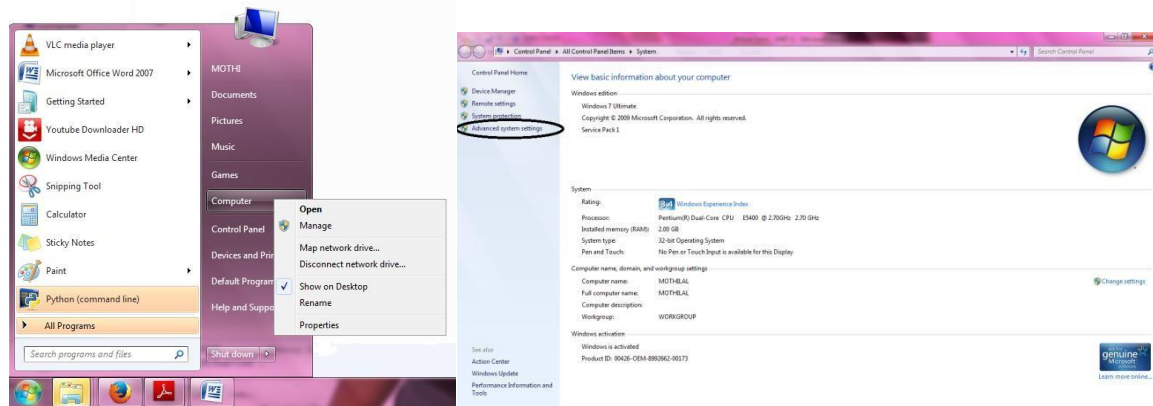 VLC media player
Microsoft Office Word 2007
Getting Started
Youtube Downloader HD
Windows Media Center
Snipping Tool
Calculator
Sticky Notes
Paint
Python (command line)
All Programs
Search programs and files
MOTHI
Documents
Pictures
Music
Games
Computer
Control Panel
Devices and Prin
Default Program
Help and Suppo
Shut down
Open
Manage
Map network drive...
Disconnect network drive...
Show on Desktop
Rename
Properties
Control Panel All Control Panel Items System
Search Control Panel
Control Panel Home
Device Manager
Remote settings
System protection
Advanced system settings
See also
Action Center
Windows Update
Performance Information and
Tools
View basic information about your computer
Windows edition
Windows 7 Ultimate
Copyright © 2009 Microsoft Corporation. All rights reserved.
Service Pack 1
System
Rating: Windows Experience Index
Processor: Pentium(R) Dual-Core CPU E5400 @ 2.70GHz 2.70 GHz
Installed memory (RAM): 2.00 GB
System type: 32-bit Operating System
Pen and Touch: No Pen or Touch Input is available for this Display
Computer name, domain, and workgroup settings
Computer name: MOTHILAL Change settings
Full computer name: MOTHILAL
Computer description:
Workgroup: WORKGROUP
Windows activation
Windows is activated
Product ID: 00426-OEM-8992662-00173
genuine
Microsoft
Learn more online...